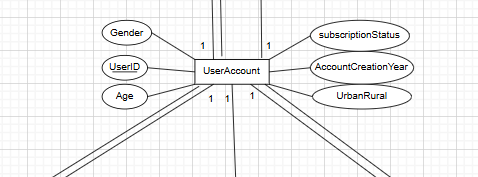 Gender
subscriptionStatus
1
1
UserID
UserAccount
AccountCreationYear
Age
UrbanRural
1
1
1